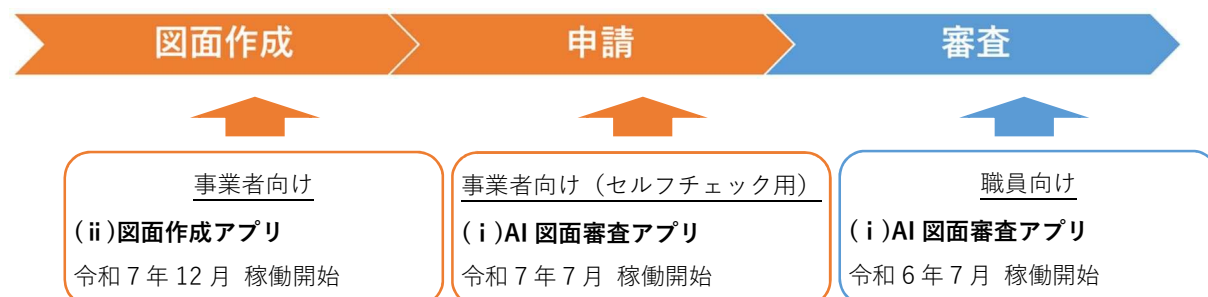 図面作成
申請
審査
事業者向け
(ⅱ)図面作成アプリ
令和7年12月 稼働開始
事業者向け（セルフチェック用）
(ⅰ)AI 図面審査アプリ
令和7年7月 稼働開始
職員向け
(ⅰ)AI 図面審査アプリ
令和6年7月 稼働開始